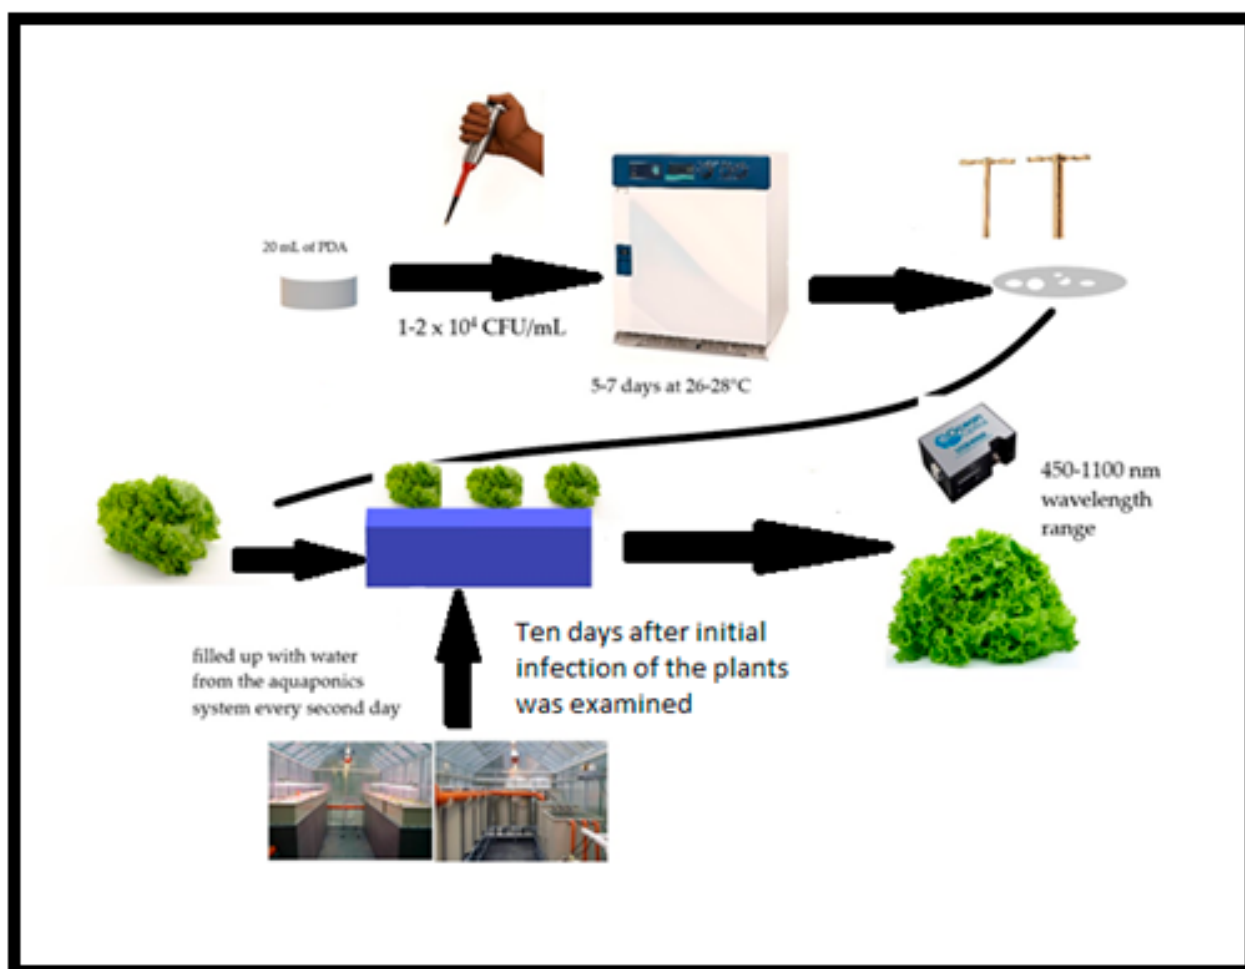 20 mL of PDA
1-2 x 10⁴ CFU/mL
5-7 days at 26-28°C
Ocean
450-1100 nm
wavelength
range
Ten days after initial
infection of the plants
was examined
filled up with water
from the aquaponics
system every second day